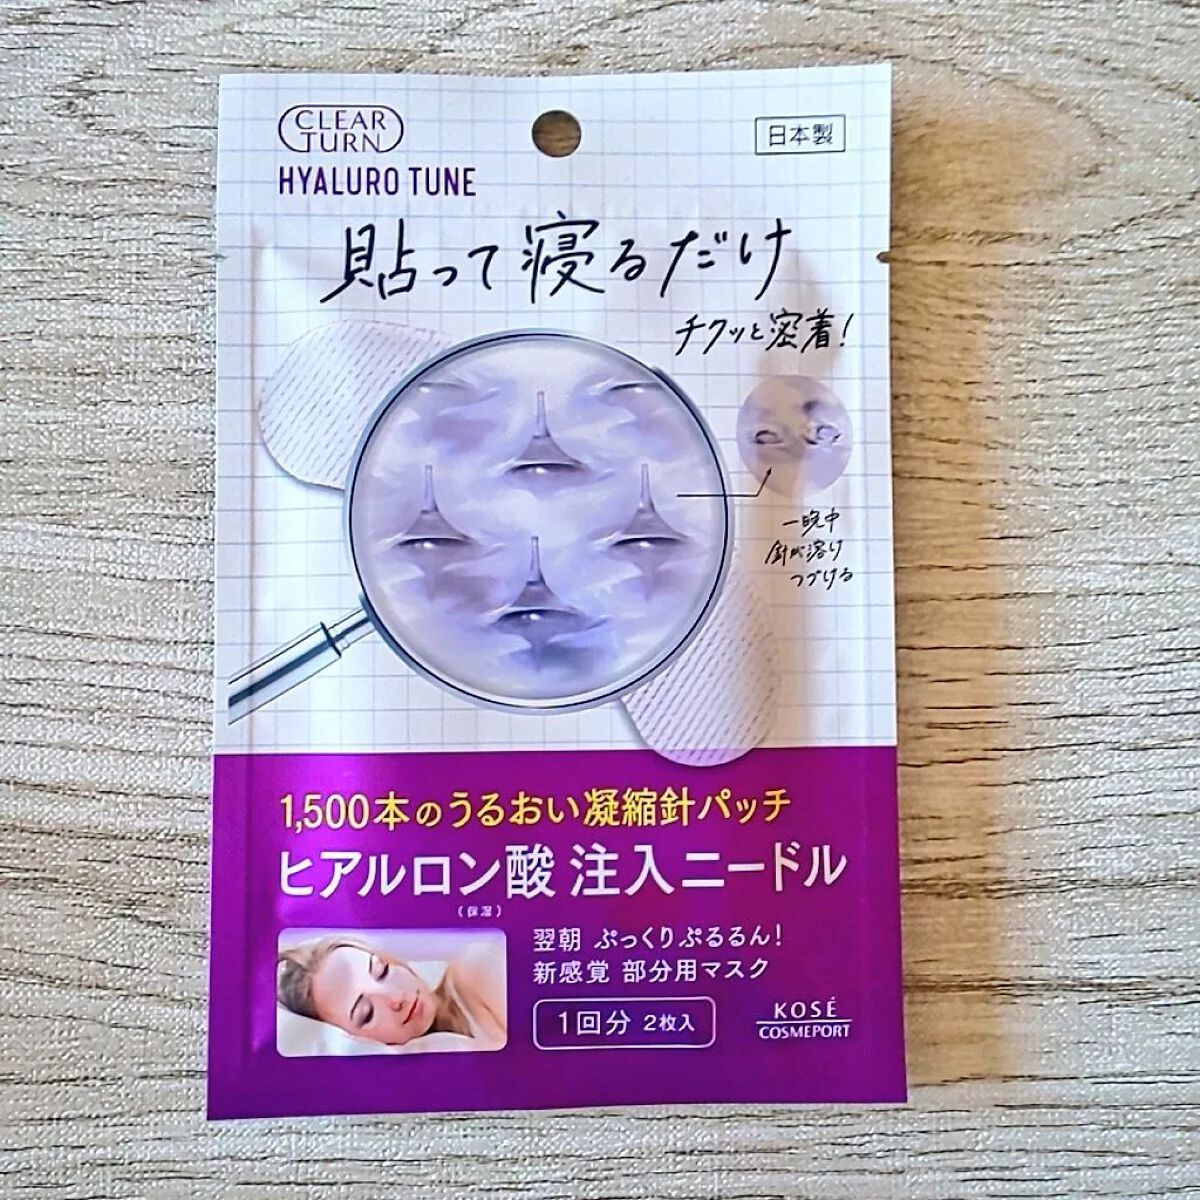 CLEAR
TURN
日本製
HYALURO TUNE
貼って寝るだけ
チクッと密着!
一晩中
針が溶け
つづける
1,500本のうるおい凝縮針パッチ
ヒアルロン酸 注入ニードル
(保湿)
翌朝 ぷっくりぷるるん!
新感覚 部分用マスク
1回分 2枚入
KOSÉ
COSMEPORT